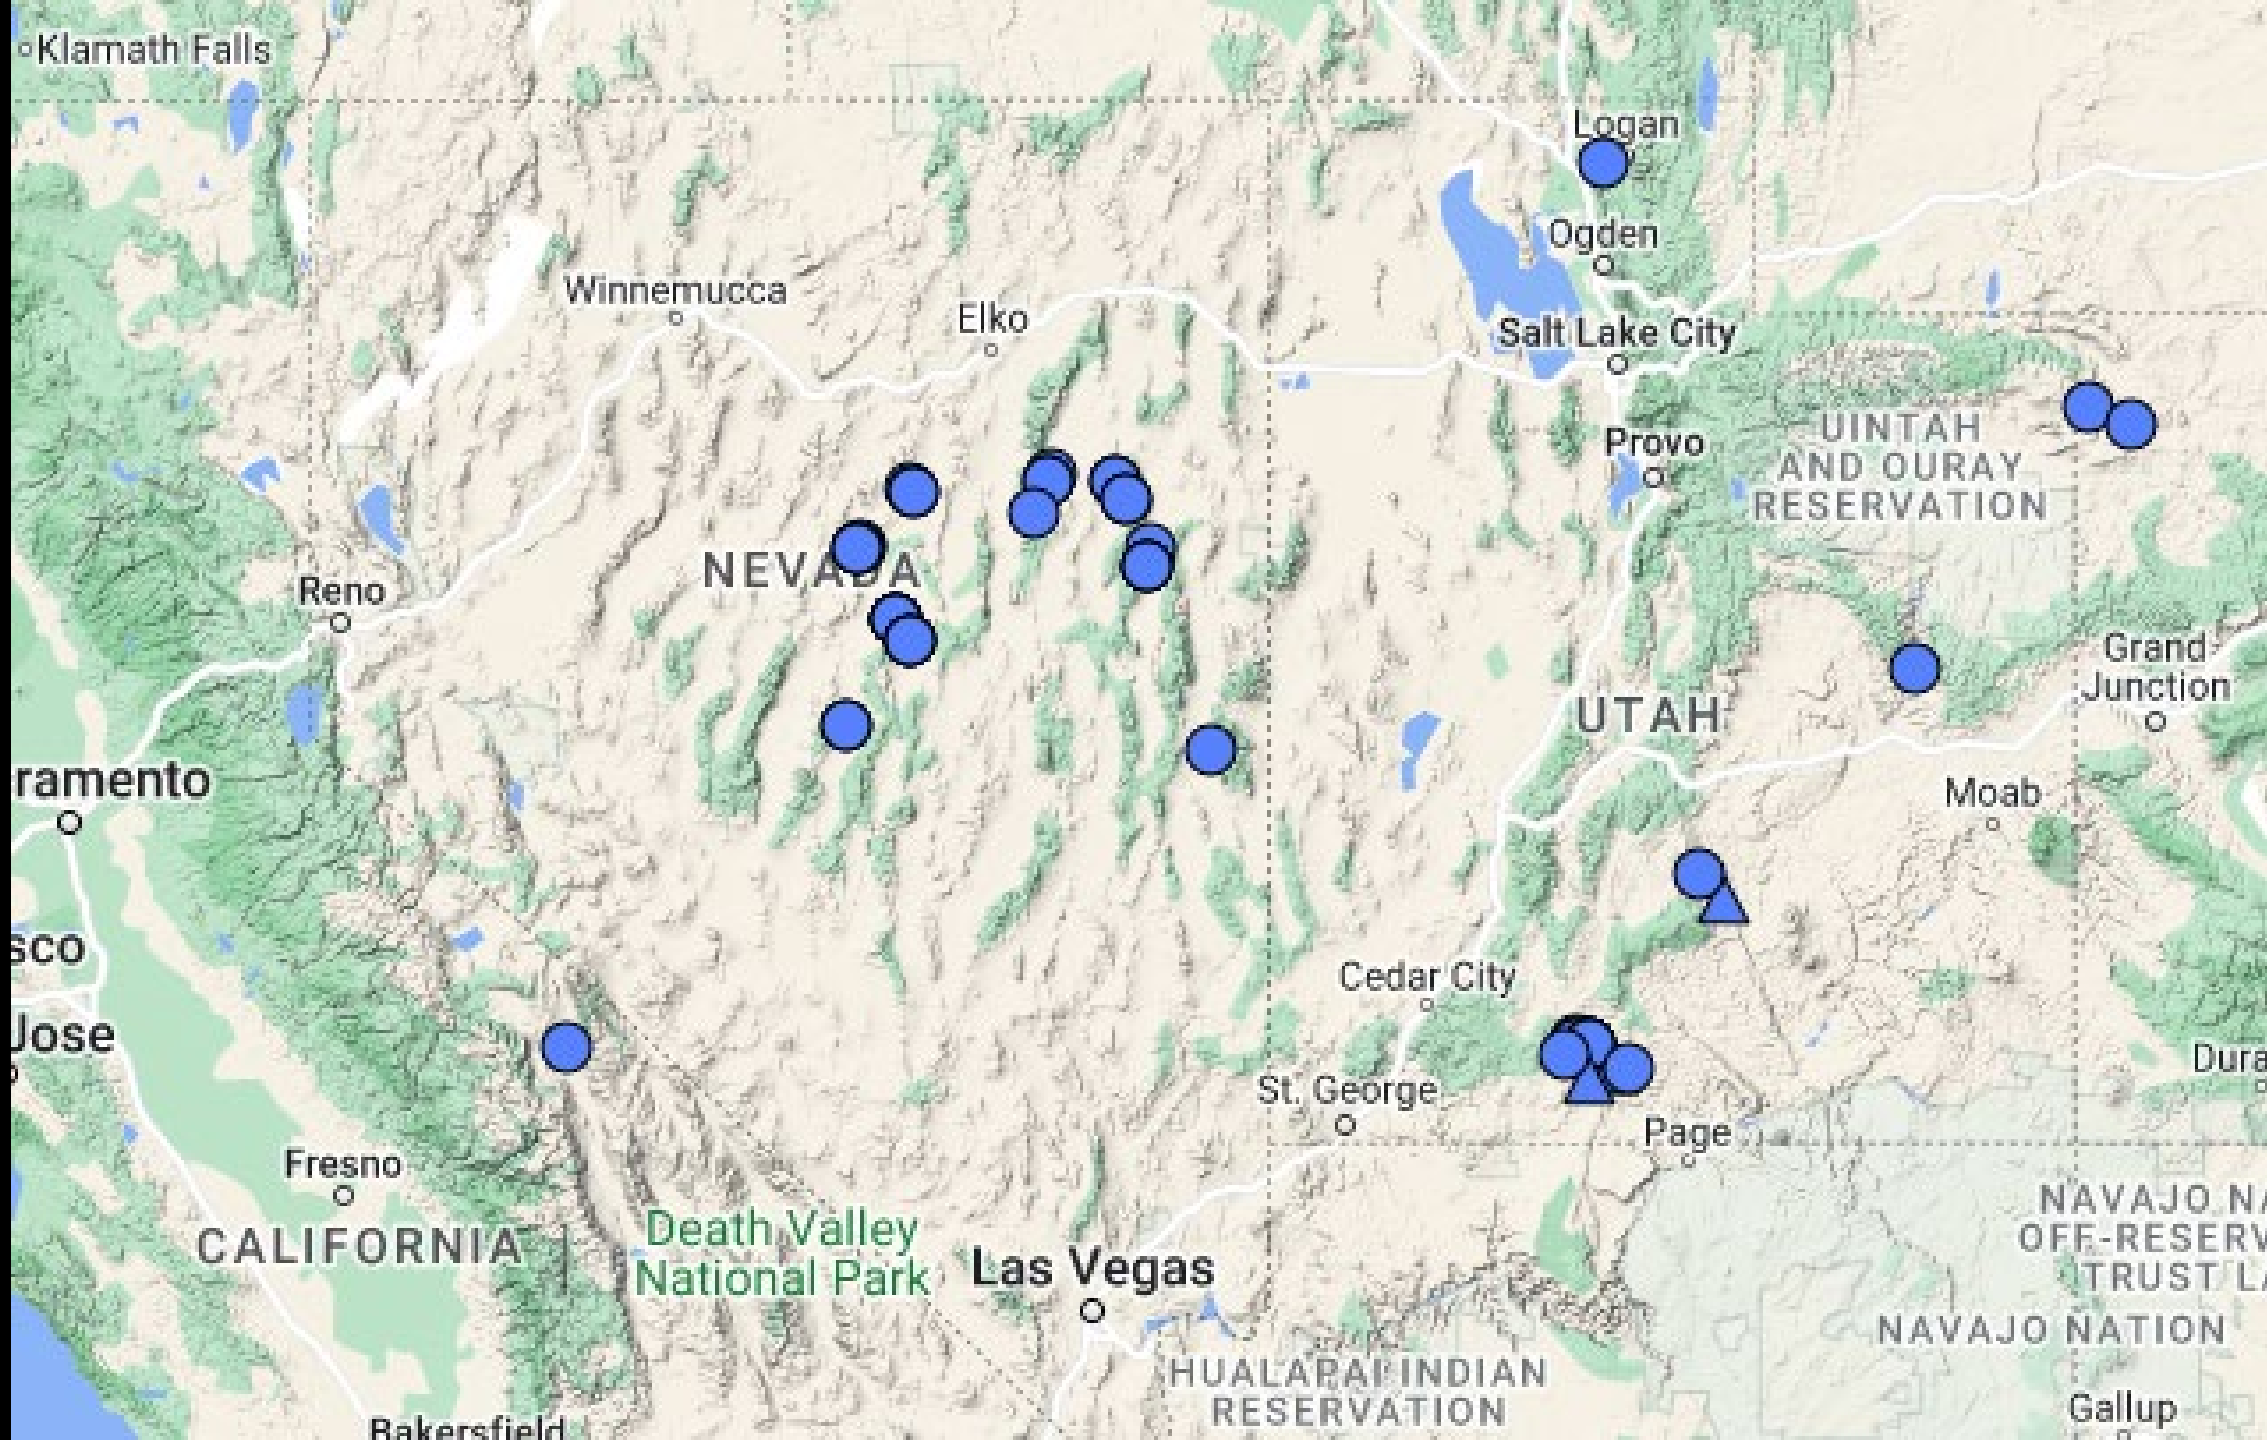 Klamath Falls
Logan
Ogden
Winnemucca
Elko
Salt Lake City
Provo
UINTAH
AND OURAY
RESERVATION
NEVADA
Reno
Grand
Junction
UTAH
ramento
Moab
sco
Cedar City
Jose
Dura
St. George
Page
Fresno
NAVAJO NA
OFF-RESERV
TRUST LA
CALIFORNIA
Death Valley
National Park
Las Vegas
NAVAJO NATION
HUALAPAI INDIAN
RESERVATION
Gallup
Bakersfield